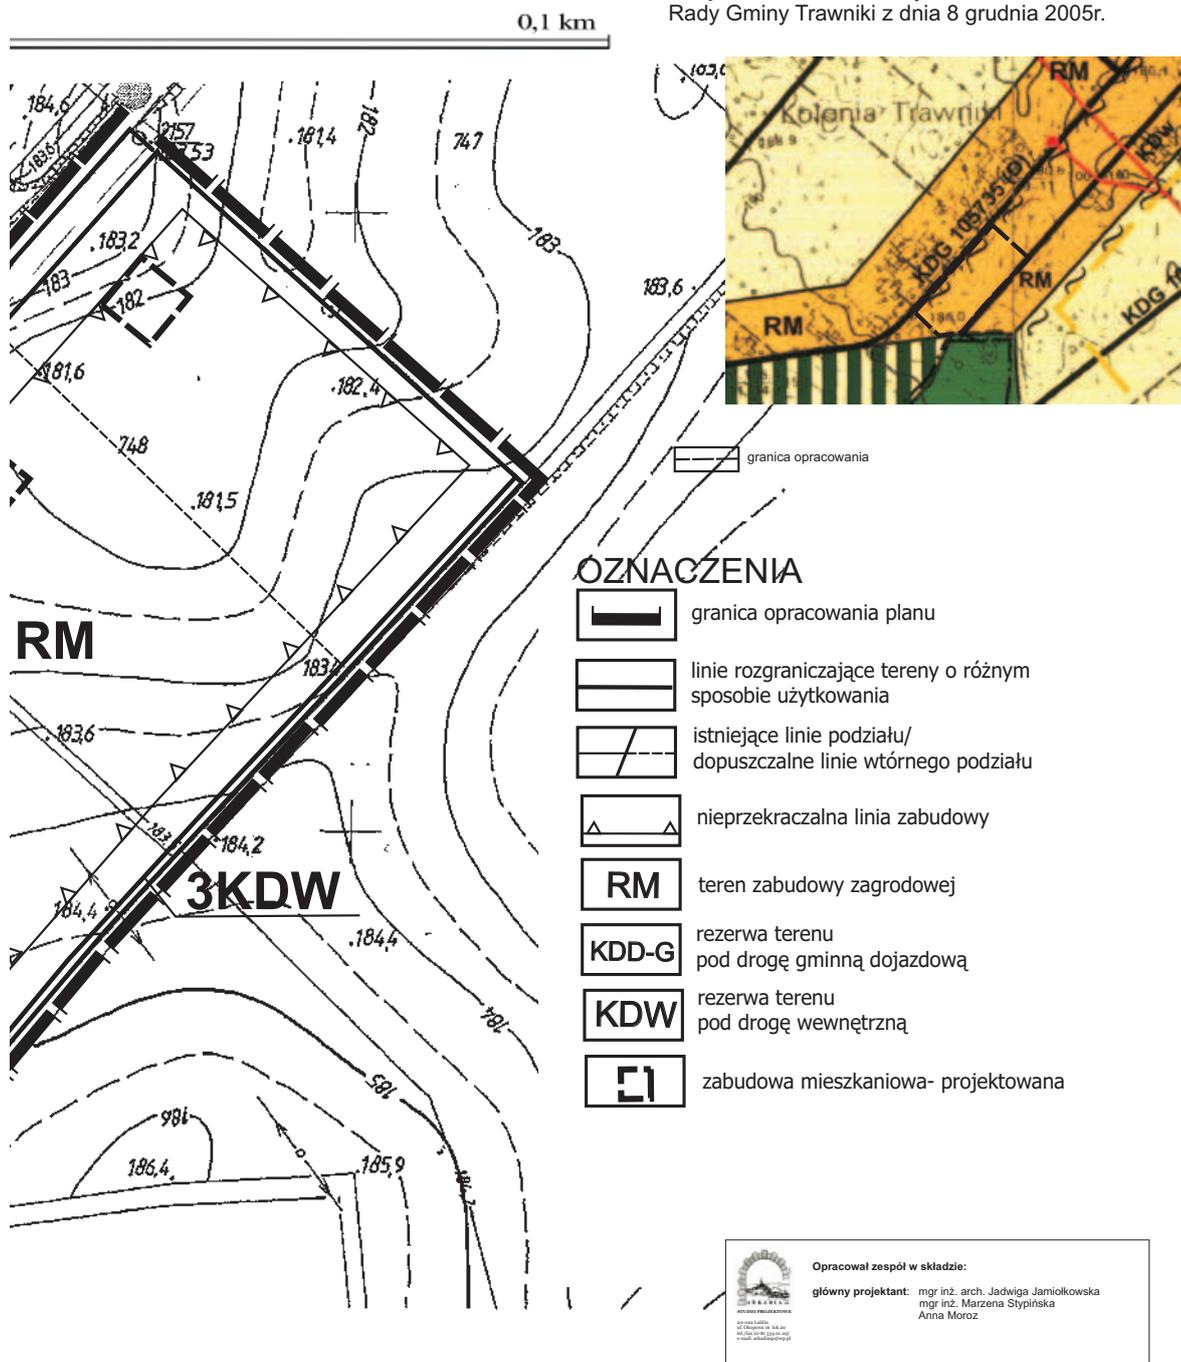 0,1 km
Rady Gminy Trawniki z dnia 8 grudnia 2005r.
184,6
183,6
2157
181,4
182
747
183
183,2
183
182
181,6
182,4
183,6
748
181,5
RM
183,6
184,2
3KDW
184,4
184,4
184
185
186
186,4
185,9
RM
Kolonia Trawniki
KDW
KDG 105735 (D)
RM
RM
186,0
granica opracowania
OZNACZENIA
granica opracowania planu
linie rozgraniczające tereny o różnym
sposobie użytkowania
istniejące linie podziału/
dopuszczalne linie wtórnego podziału
nieprzekraczalna linia zabudowy
RM teren zabudowy zagrodowej
KDD-G rezerwa terenu
pod drogę gminną dojazdową
KDW rezerwa terenu
pod drogę wewnętrzną
zabudowa mieszkaniowa- projektowana
Opracował zespół w składzie:
główny projektant: mgr inż. arch. Jadwiga Jamiołkowska
mgr inż. Marzena Stypińska
Anna Moroz
STUDIO PROJEKTOWE